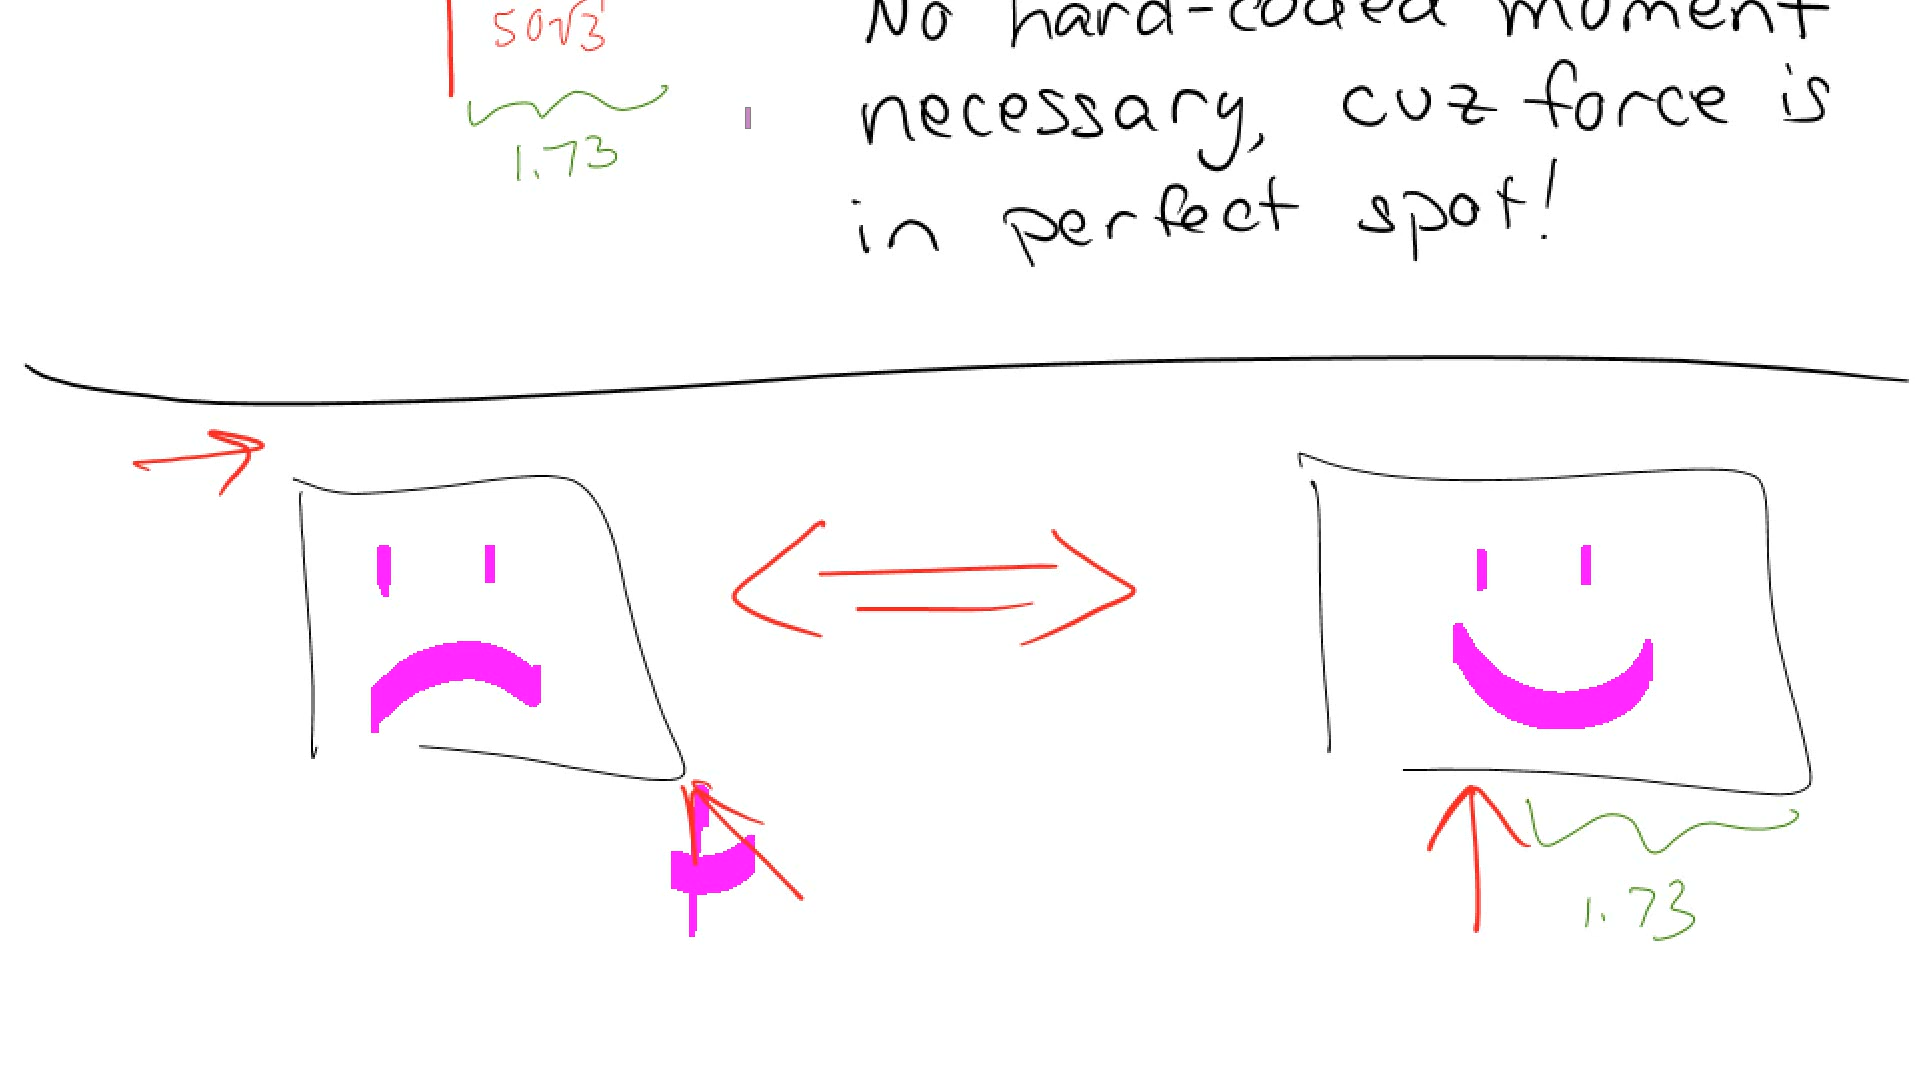 50√3
No hard-coded moment
necessary, cuz force is
1.73
in perfect spot!
1.73